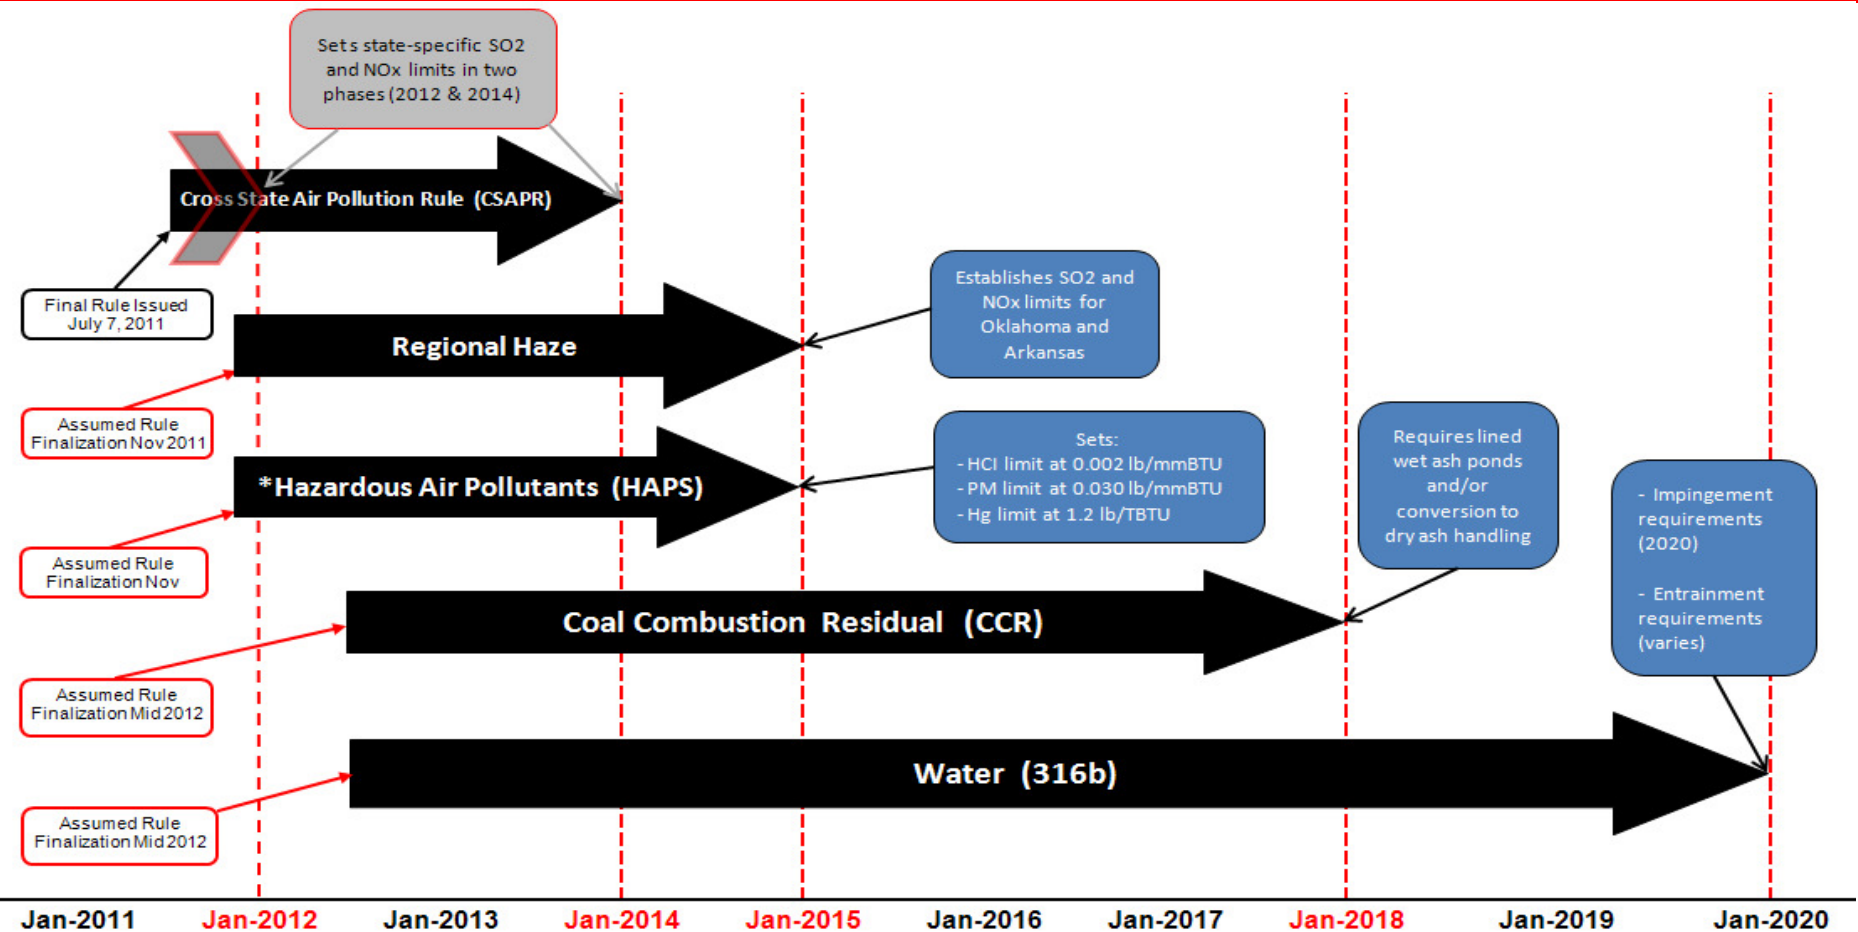 Sets state-specific SO2
and NOx limits in two
phases (2012 & 2014)
Cross State Air Pollution Rule (CSAPR)
Final Rule Issued
July 7, 2011
Establishes SO2 and
NOx limits for
Oklahoma and
Arkansas
Regional Haze
Assumed Rule
Finalization Nov 2011
Sets:
- HCI limit at 0.002 lb/mmBTU
- PM limit at 0.030 lb/mmBTU
- Hg limit at 1.2 lb/TBTU
Requires lined
wet ash ponds
and/or
conversion to
dry ash handling
*Hazardous Air Pollutants (HAPS)
- Impingement
requirements
(2020)
- Entrainment
requirements
(varies)
Assumed Rule
Finalization Nov
Coal Combustion Residual (CCR)
Assumed Rule
Finalization Mid 2012
Water (316b)
Assumed Rule
Finalization Mid 2012
Jan-2011 Jan-2012 Jan-2013 Jan-2014 Jan-2015 Jan-2016 Jan-2017 Jan-2018 Jan-2019 Jan-2020